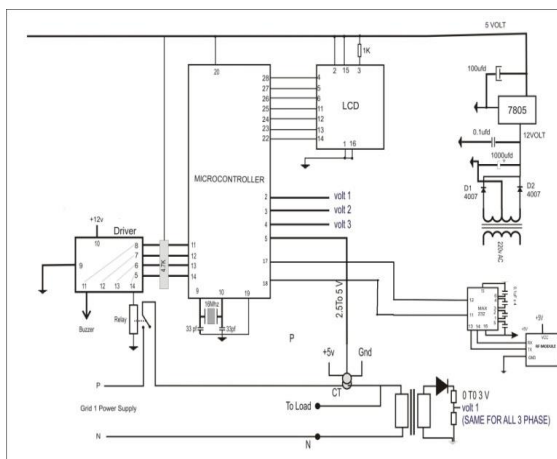 5 VOLT
1K
100ufd
20
2 15 3
28 4
27 5
26 6
25 11
24 12
23 13
22 14
LCD
7805
12VOLT
0.1ufd
1000ufd
1 16
MICROCONTROLLER
D1
4007
D2
4007
2 volt 1
3 volt 2
4 volt 3
5
220v AC
+12v
Driver
10
8 11
7 12
6 13
5 14
9
4.7K
11 12 13 14
17
18
9 10 19
16Mhz
33 pf 33pf
2.5To 5 V
Buzzer
Relay
P
+5v Gnd
CT
+5V
VCC
RF MODULE
P
Grid 1 Power Supply
To Load
0 TO 3 V
volt 1
(SAME FOR ALL 3 PHASE)
N
N